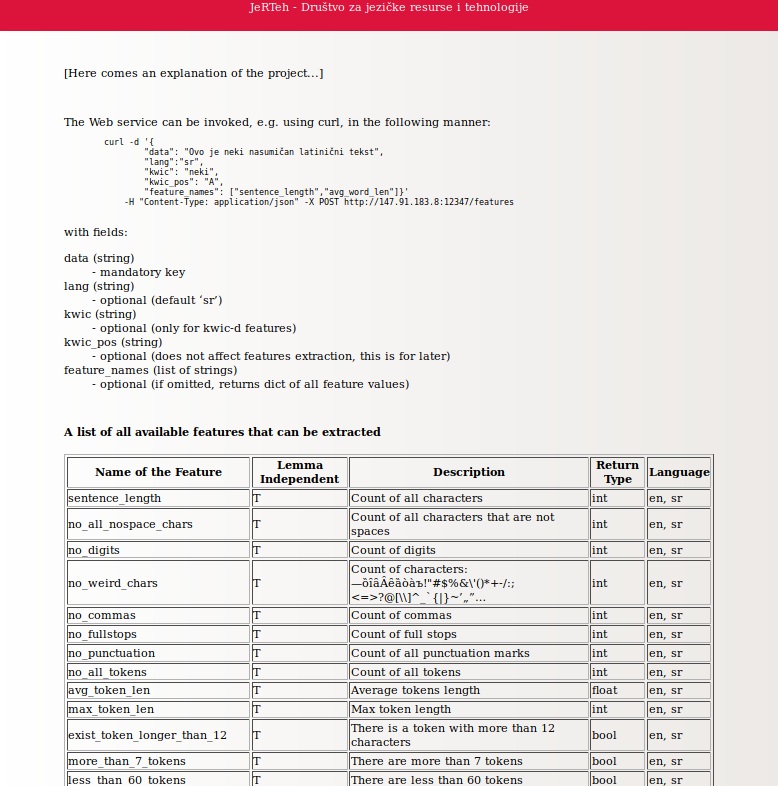 JeRTeh - Društvo za jezičke resurse i tehnologije
[Here comes an explanation of the project...]
The Web service can be invoked, e.g. using curl, in the following manner:
curl -d '{
"data": "Ovo je neki nasumičan latinični tekst",
"lang":"sr",
"kwic": "neki",
"kwic_pos": "A",
"feature_names": ["sentence_length","avg_word_len"]}'
-H "Content-Type: application/json" -X POST http://147.91.183.8:12347/features
with fields:
data (string)
- mandatory key
lang (string)
- optional (default ‘sr’)
kwic (string)
- optional (only for kwic-d features)
kwic_pos (string)
- optional (does not affect features extraction, this is for later)
feature_names (list of strings)
- optional (if omitted, returns dict of all feature values)
A list of all available features that can be extracted
Name of the Feature Lemma Independent Description Return Type Language
sentence_length T Count of all characters int en, sr
no_all_nospace_chars T Count of all characters that are not spaces int en, sr
no_digits T Count of digits int en, sr
no_weird_chars T Count of characters: int en, sr
<=>?@[\\]^_`{|}~’„”…
no_commas T Count of commas int en, sr
no_fullstops T Count of full stops int en, sr
no_punctuation T Count of all punctuation marks int en, sr
no_all_tokens T Count of all tokens int en, sr
avg_token_len T Average tokens length float en, sr
max_token_len T Max token length int en, sr
exist_token_longer_than_12 T There is a token with more than 12 characters bool en, sr
more_than_7_tokens T There are more than 7 tokens bool en, sr
less_than_60_tokens T There are less than 60 tokens bool en, sr